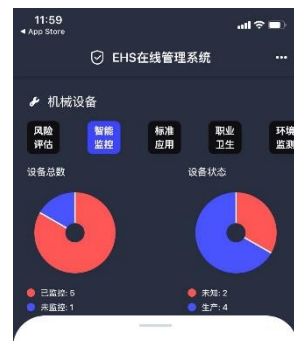 11:59
◀ App Store
EHS在线管理系统
机械设备
风险评估
智能监控
标准应用
职业卫生
环境监测
设备总数
设备状态
已监控: 5
未监控: 1
未知: 2
生产: 4